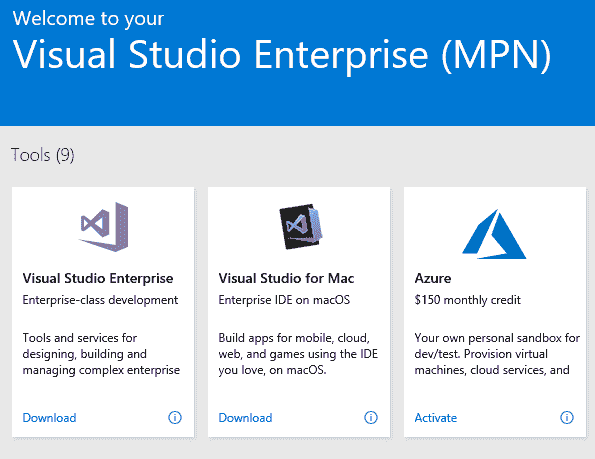 Welcome to your
Visual Studio Enterprise (MPN)
Tools (9)
Visual Studio Enterprise
Enterprise-class development
Tools and services for
designing, building and
managing complex enterprise
Download
Visual Studio for Mac
Enterprise IDE on macOS
Build apps for mobile, cloud,
web, and games using the IDE
you love, on macOS.
Download
Azure
$150 monthly credit
Your own personal sandbox for
dev/test. Provision virtual
machines, cloud services, and
Activate